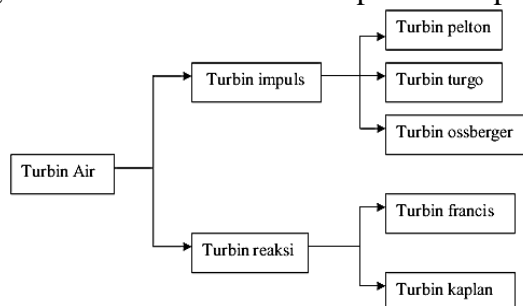 Turbin pelton
Turbin impuls
Turbin turgo
Turbin ossberger
Turbin Air
Turbin francis
Turbin reaksi
Turbin kaplan